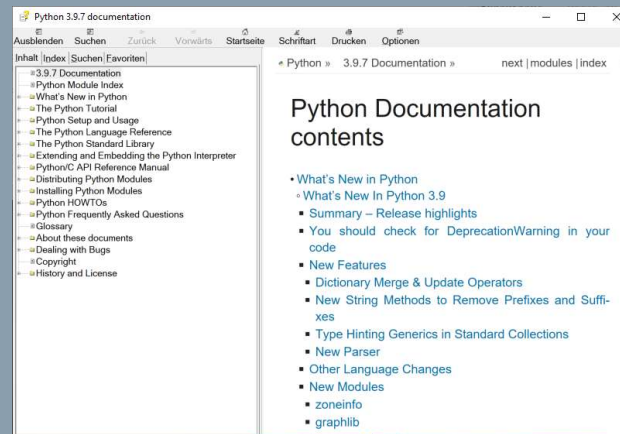 Python 3.9.7 documentation
Ausblenden Suchen Zurück Vorwärts Startseite Schriftart Drucken Optionen
Inhalt Index Suchen Favoriten
3.9.7 Documentation
Python Module Index
What's New in Python
The Python Tutorial
Python Setup and Usage
The Python Language Reference
The Python Standard Library
Extending and Embedding the Python Interpreter
Python/C API Reference Manual
Distributing Python Modules
Installing Python Modules
Python HOWTOs
Python Frequently Asked Questions
Glossary
About these documents
Dealing with Bugs
Copyright
History and License
Python » 3.9.7 Documentation » next | modules | index
Python Documentation
contents
• What's New in Python
◦ What's New In Python 3.9
▪ Summary – Release highlights
▪ You should check for DeprecationWarning in your
code
▪ New Features
▪ Dictionary Merge & Update Operators
▪ New String Methods to Remove Prefixes and Suffi-
xes
▪ Type Hinting Generics in Standard Collections
▪ New Parser
▪ Other Language Changes
▪ New Modules
▪ zoneinfo
▪ graphlib